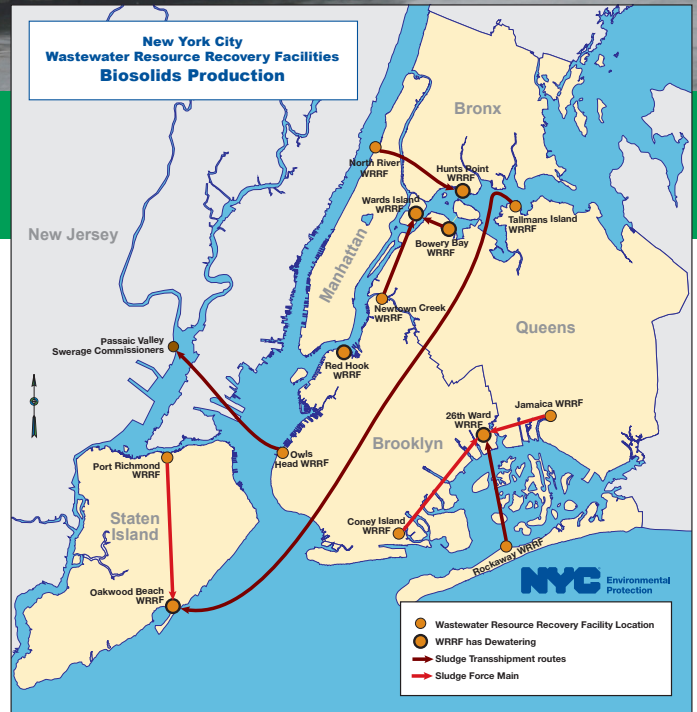 New York City
Wastewater Resource Recovery Facilities
Biosolids Production
Bronx
North River
WRRF
Hunts Point
WRRF
Wards Island
WRRF
Tallmans Island
WRRF
Bowery Bay
WRRF
New Jersey
Manhattan
Newtown Creek
WRRF
Queens
Passaic Valley
Swerage Commissioners
Red Hook
WRRF
Jamaica WRRF
26th Ward
WRRF
Brooklyn
Owls
Head WRRF
Port Richmond
WRRF
Staten
Island
Coney Island
WRRF
Rockaway WRRF
Oakwood Beach
WRRF
NYC Environmental
Protection
Wastewater Resource Recovery Facility Location
WRRF has Dewatering
Sludge Transshipment routes
Sludge Force Main